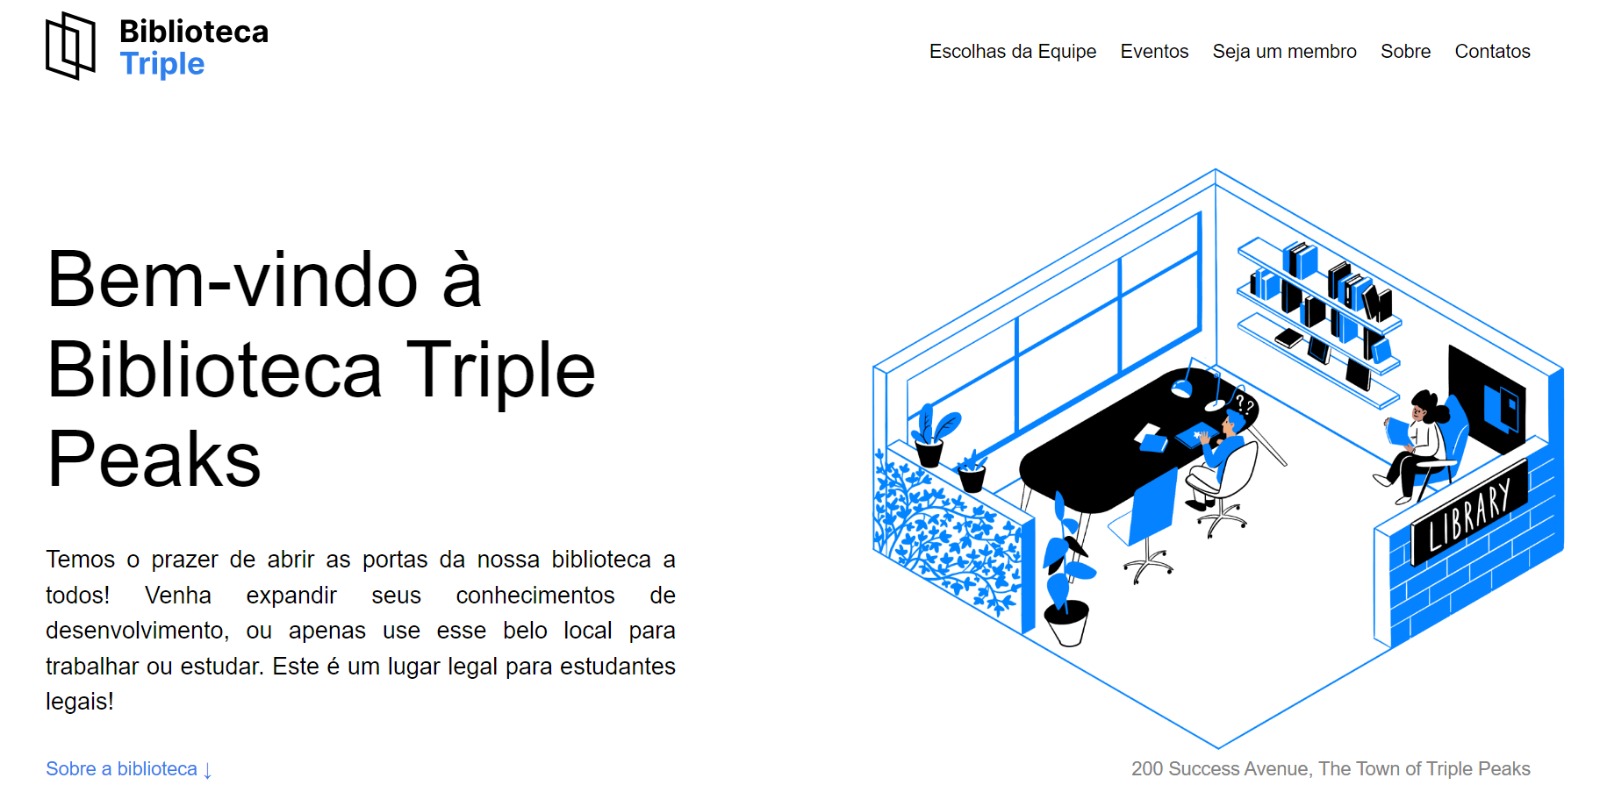 Biblioteca
Triple
Escolhas da Equipe Eventos Seja um membro Sobre Contatos
Bem-vindo à
Biblioteca Triple
Peaks
Temos o prazer de abrir as portas da nossa biblioteca a
todos! Venha expandir seus conhecimentos de
desenvolvimento, ou apenas use esse belo local para
trabalhar ou estudar. Este é um lugar legal para estudantes
legais!
Sobre a biblioteca ↓
??
LIBRARY
200 Success Avenue, The Town of Triple Peaks